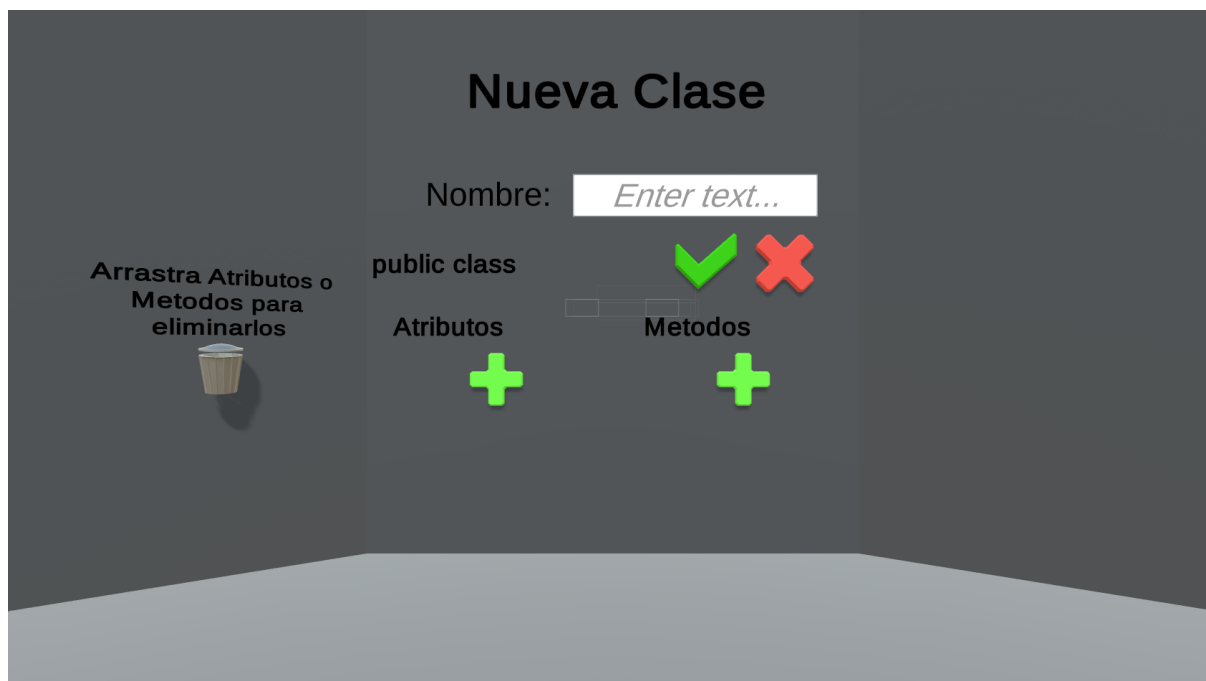 Nueva Clase
Nombre: Enter text...
public class
Arrastra Atributos o
Metodos para
eliminarlos
Atributos
Metodos